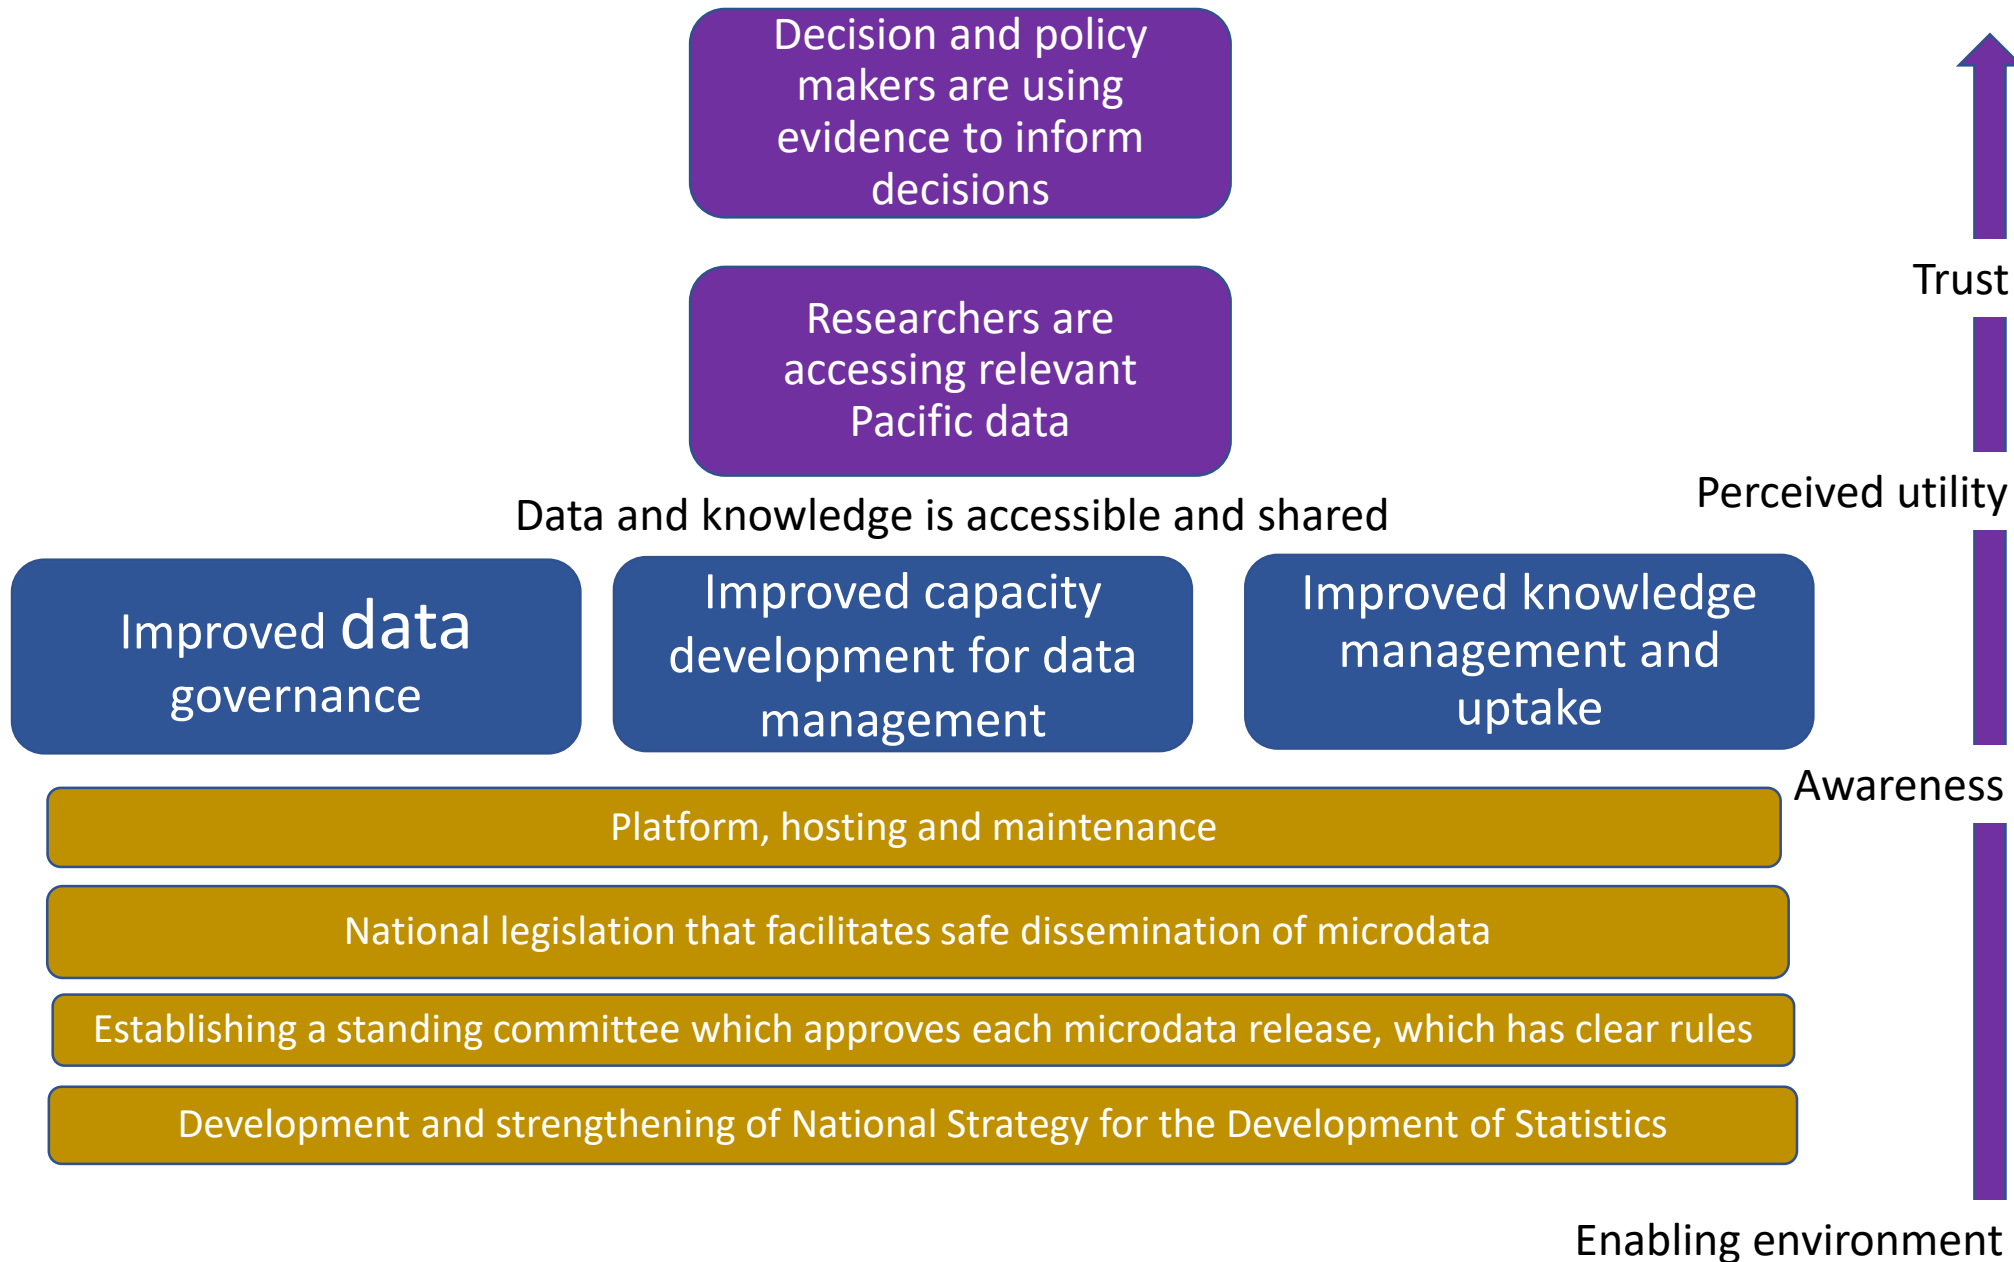 Decision and policy
makers are using
evidence to inform
decisions
Trust
Researchers are
accessing relevant
Pacific data
Perceived utility
Data and knowledge is accessible and shared
Improved data
governance
Improved capacity
development for data
management
Improved knowledge
management and
uptake
Awareness
Platform, hosting and maintenance
National legislation that facilitates safe dissemination of microdata
Establishing a standing committee which approves each microdata release, which has clear rules
Development and strengthening of National Strategy for the Development of Statistics
Enabling environment